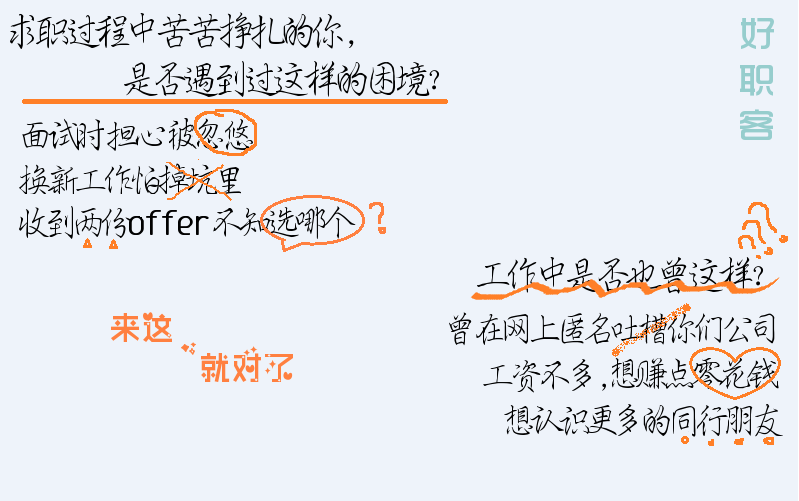 求职过程中苦苦挣扎的你，
是否遇到过这样的困境?
好职客
面试时担心被忽悠
换新工作怕掉坑里
收到两份offer不知选哪个?
工作中是否也曾这样?
曾在网上匿名吐槽你们公司
工资不多,想赚点零花钱
想认识更多的同行朋友
来这
就对了